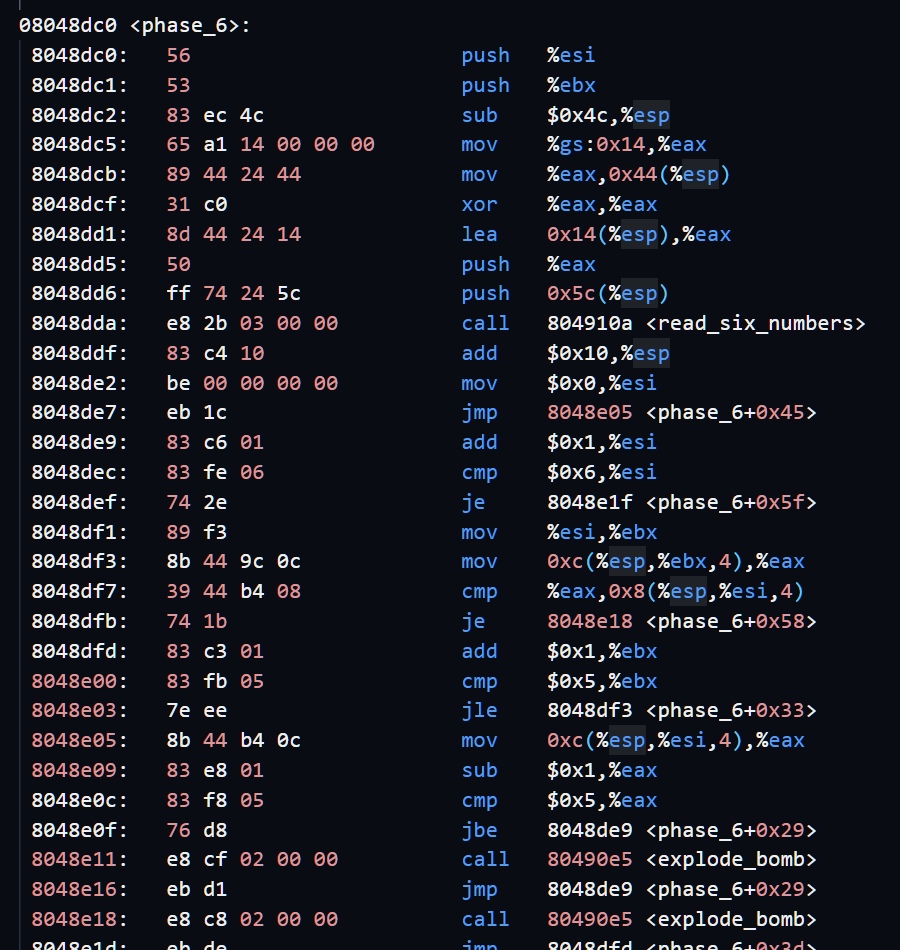 08048dc0 <phase_6>:
8048dc0: 56 push %esi
8048dc1: 53 push %ebx
8048dc2: 83 ec 4c sub $0x4c,%esp
8048dc5: 65 a1 14 00 00 00 mov %gs:0x14,%eax
8048dcb: 89 44 24 44 mov %eax,0x44(%esp)
8048dcf: 31 c0 xor %eax,%eax
8048dd1: 8d 44 24 14 lea 0x14(%esp),%eax
8048dd5: 50 push %eax
8048dd6: ff 74 24 5c push 0x5c(%esp)
8048dda: e8 2b 03 00 00 call 804910a <read_six_numbers>
8048ddf: 83 c4 10 add $0x10,%esp
8048de2: be 00 00 00 00 mov $0x0,%esi
8048de7: eb 1c jmp 8048e05 <phase_6+0x45>
8048de9: 83 c6 01 add $0x1,%esi
8048dec: 83 fe 06 cmp $0x6,%esi
8048def: 74 2e je 8048e1f <phase_6+0x5f>
8048df1: 89 f3 mov %esi,%ebx
8048df3: 8b 44 9c 0c mov 0xc(%esp,%ebx,4),%eax
8048df7: 39 44 b4 08 cmp %eax,0x8(%esp,%esi,4)
8048dfb: 74 1b je 8048e18 <phase_6+0x58>
8048dfd: 83 c3 01 add $0x1,%ebx
8048e00: 83 fb 05 cmp $0x5,%ebx
8048e03: 7e ee jle 8048df3 <phase_6+0x33>
8048e05: 8b 44 b4 0c mov 0xc(%esp,%esi,4),%eax
8048e09: 83 e8 01 sub $0x1,%eax
8048e0c: 83 f8 05 cmp $0x5,%eax
8048e0f: 76 d8 jbe 8048de9 <phase_6+0x29>
8048e11: e8 cf 02 00 00 call 80490e5 <explode_bomb>
8048e16: eb d1 jmp 8048de9 <phase_6+0x29>
8048e18: e8 c8 02 00 00 call 80490e5 <explode_bomb>
8048e1d: eb de jmp 8048dfd <phase_6+0x3d>